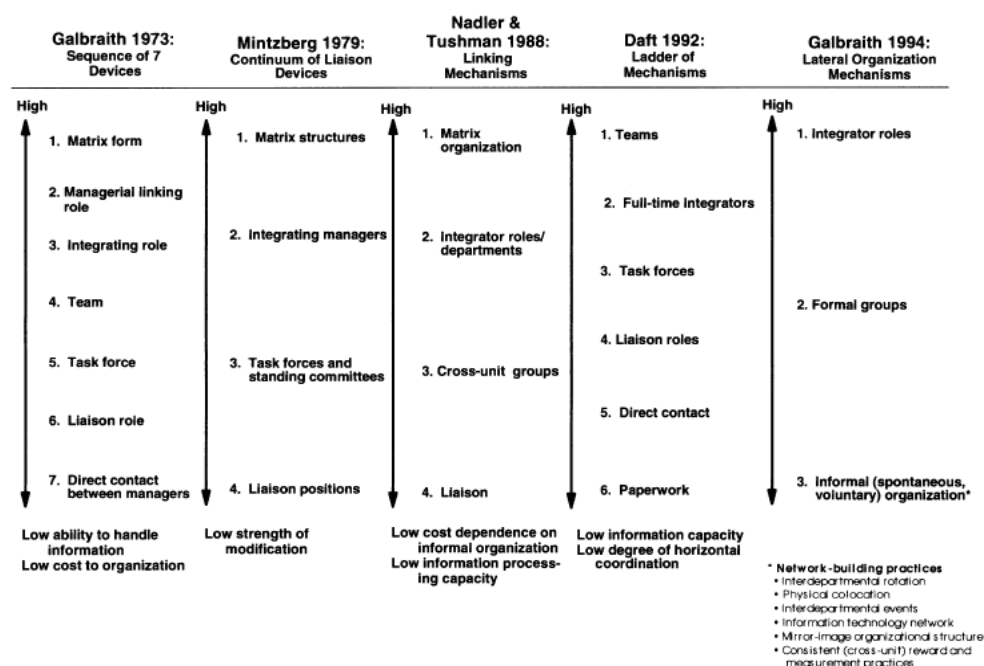 Galbraith 1973:
Sequence of 7
Devices
High
1. Matrix form
2. Managerial linking
role
3. Integrating role
4. Team
5. Task force
6. Liaison role
7. Direct contact
between managers
Low ability to handle
information
Low cost to organization
Mintzberg 1979:
Continuum of Liaison
Devices
High
1. Matrix structures
2. Integrating managers
3. Task forces and
standing committees
4. Liaison positions
Low strength of
modification
Nadler &
Tushman 1988:
Linking
Mechanisms
High
1. Matrix
organization
2. Integrator roles/
departments
3. Cross-unit groups
4. Liaison
Low cost dependence on
informal organization
Low information process-
ing capacity
Daft 1992:
Ladder of
Mechanisms
High
1. Teams
2. Full-time integrators
3. Task forces
4. Liaison roles
5. Direct contact
6. Paperwork
Low information capacity
Low degree of horizontal
coordination
Galbraith 1994:
Lateral Organization
Mechanisms
High
1. Integrator roles
2. Formal groups
3. Informal (spontaneous,
voluntary) organization*
* Network-building practices
• Interdepartmental rotation
• Physical colocation
• Interdepartmental events
• Information technology network
• Mirror-image organizational structure
• Consistent (cross-unit) reward and
measurement practices